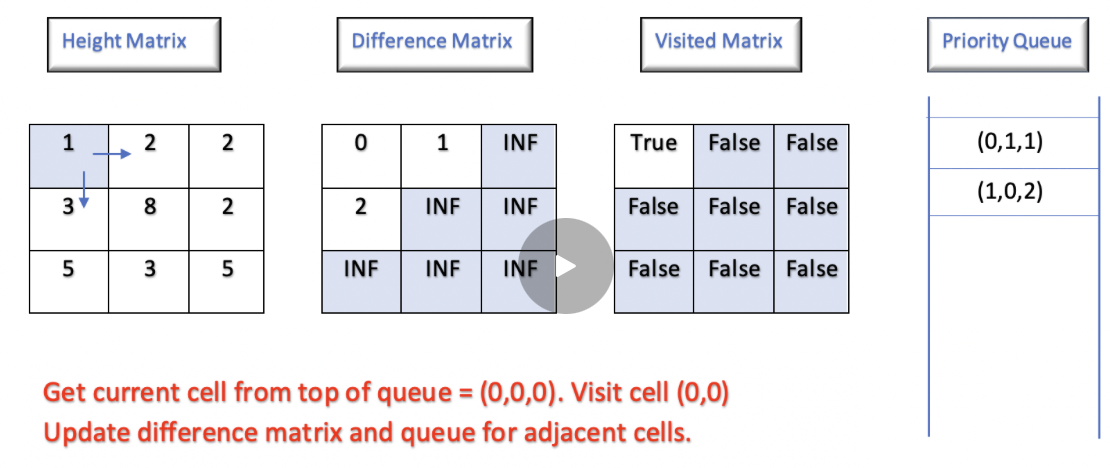 Height Matrix
Difference Matrix
Visited Matrix
Priority Queue
1 2 2
3 8 2
5 3 5
0 1 INF
2 INF INF
INF INF INF
True False False
False False False
False False False
(0,1,1)
(1,0,2)
Get current cell from top of queue = (0,0,0). Visit cell (0,0)
Update difference matrix and queue for adjacent cells.